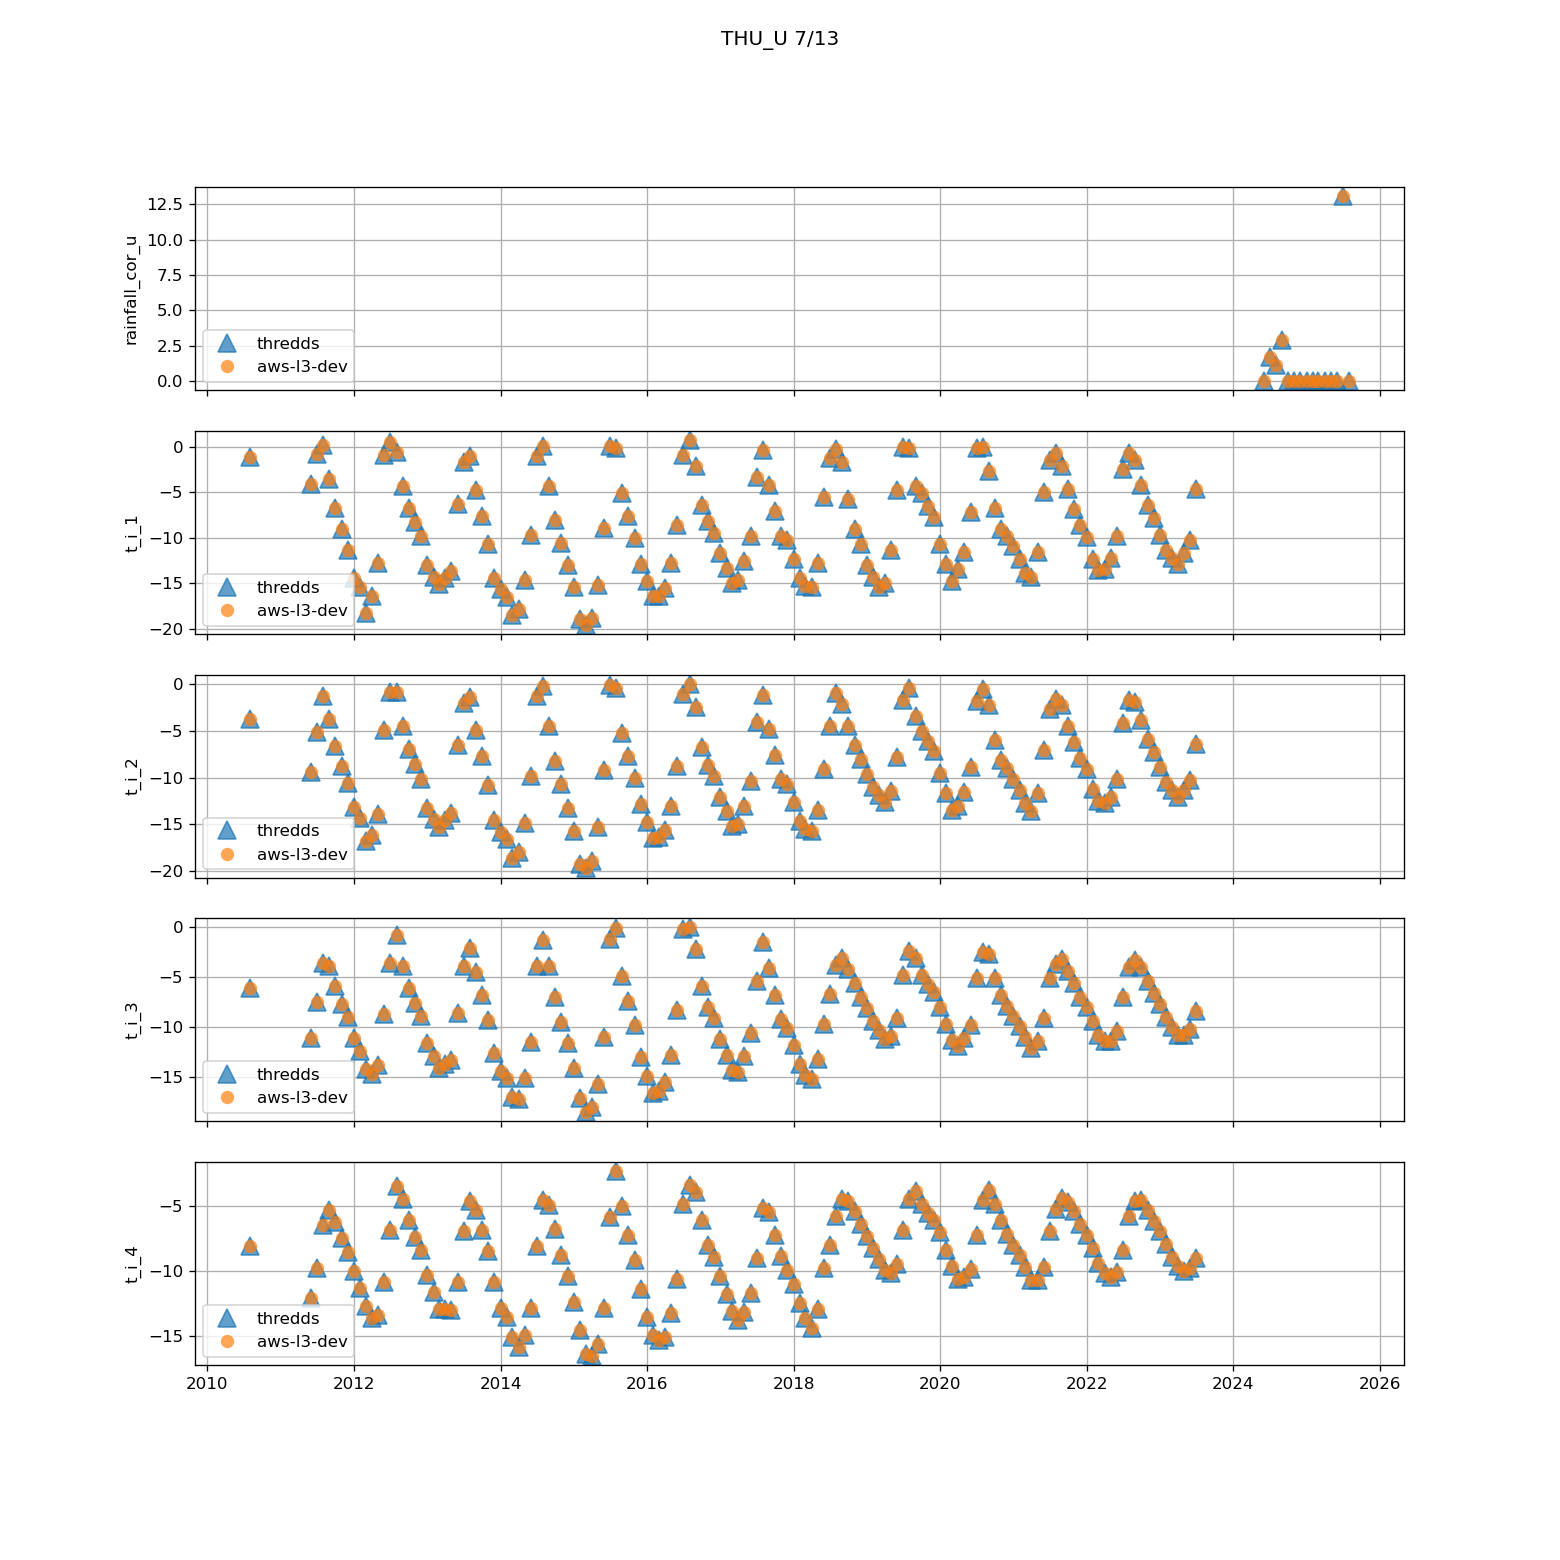 THU_U 7/13
12.5
10.0
7.5
5.0
2.5
0.0
rainfall_cor_u
thredds
aws-l3-dev
0
−5
−10
−15
−20
t_i_1
thredds
aws-l3-dev
0
−5
−10
−15
−20
t_i_2
thredds
aws-l3-dev
0
−5
−10
−15
t_i_3
thredds
aws-l3-dev
−5
−10
−15
t_i_4
thredds
aws-l3-dev
2010 2012 2014 2016 2018 2020 2022 2024 2026